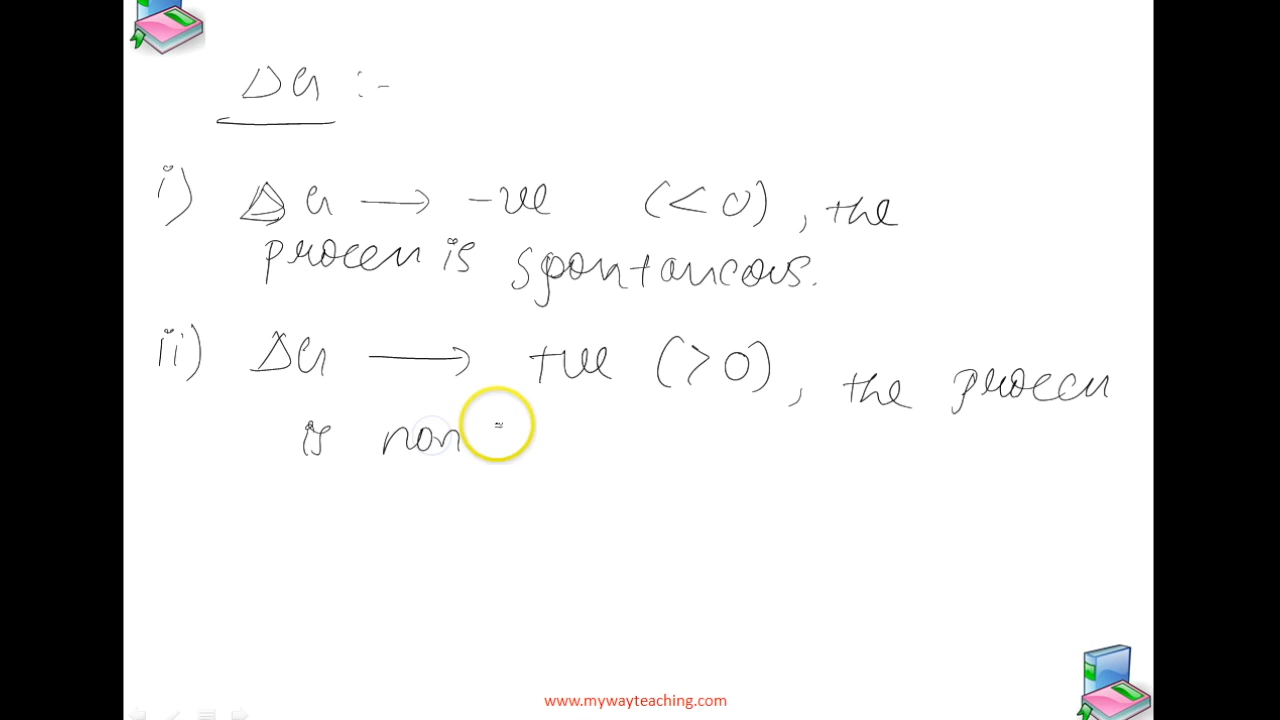 ΔG :-
i) ΔG → -ve (<0), the
process is spontaneous.
ii) ΔG → +ve (>0), the process
is non
www.mywayteaching.com